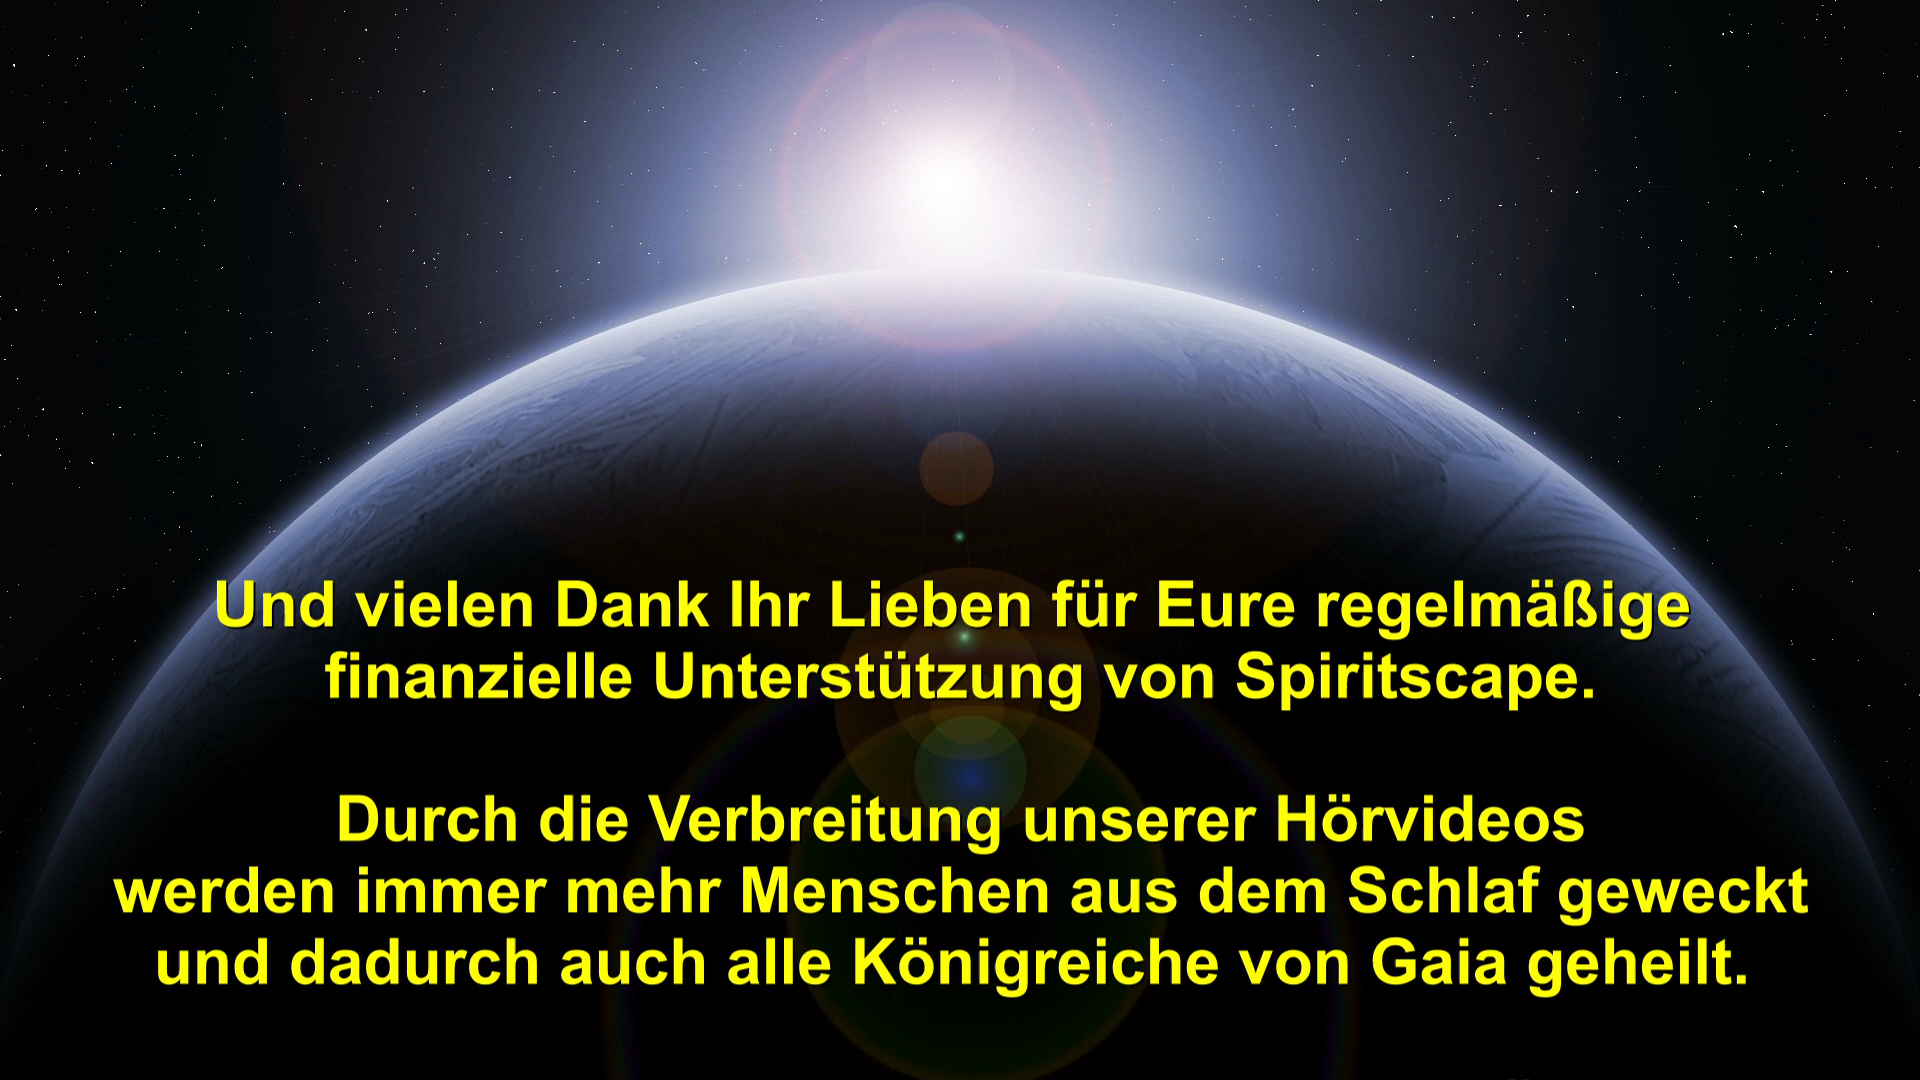 Und vielen Dank Ihr Lieben für Eure regelmäßige
finanzielle Unterstützung von Spiritscape.
Durch die Verbreitung unserer Hörvideos
werden immer mehr Menschen aus dem Schlaf geweckt
und dadurch auch alle Königreiche von Gaia geheilt.